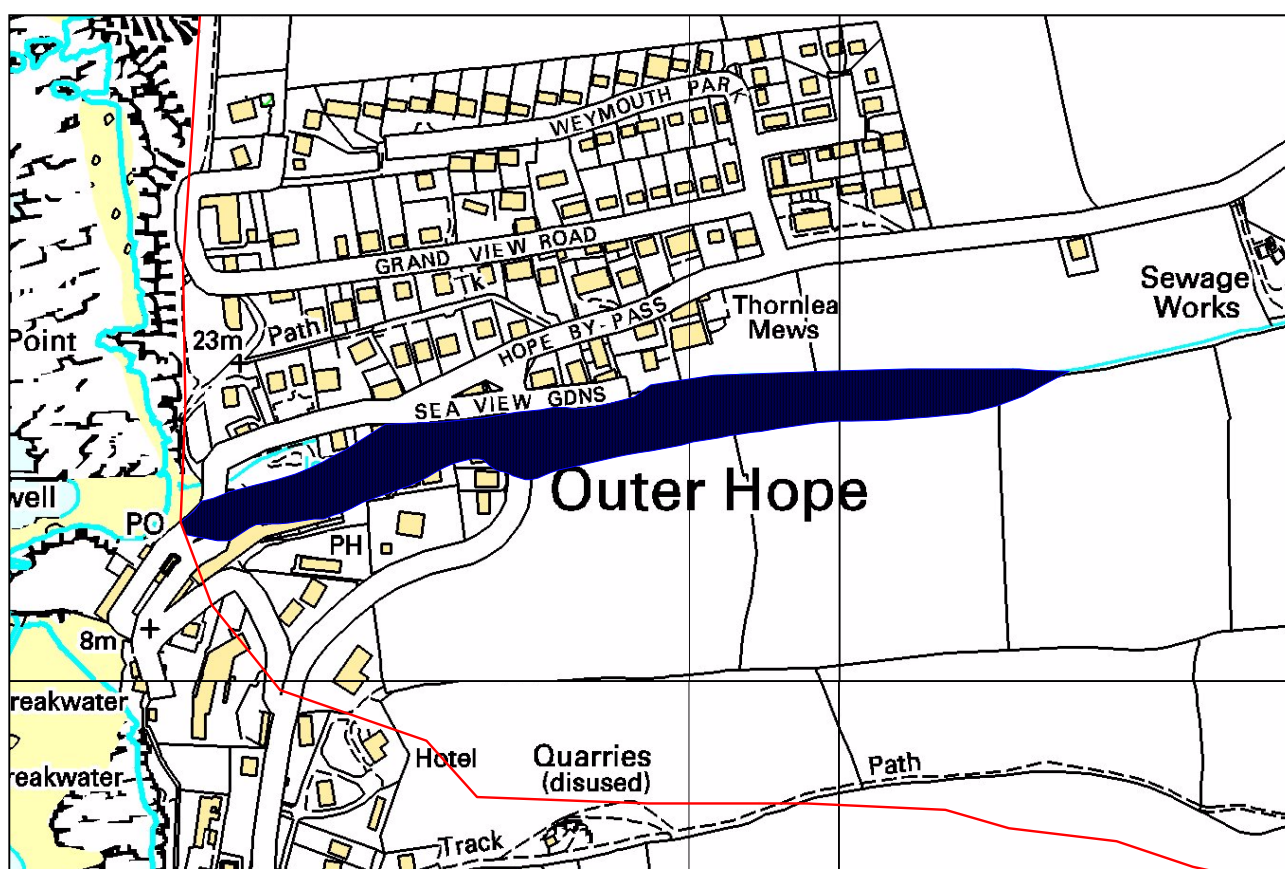 WEYMOUTH PARK
GRAND VIEW ROAD
Tk
Path
23m
Point
HOPE BY-PASS
Thornlea
Mews
Sewage
Works
SEA VIEW GDNS
well
PO
Outer Hope
PH
8m
reakwater
Hotel
Quarries
(disused)
Path
reakwater
Track